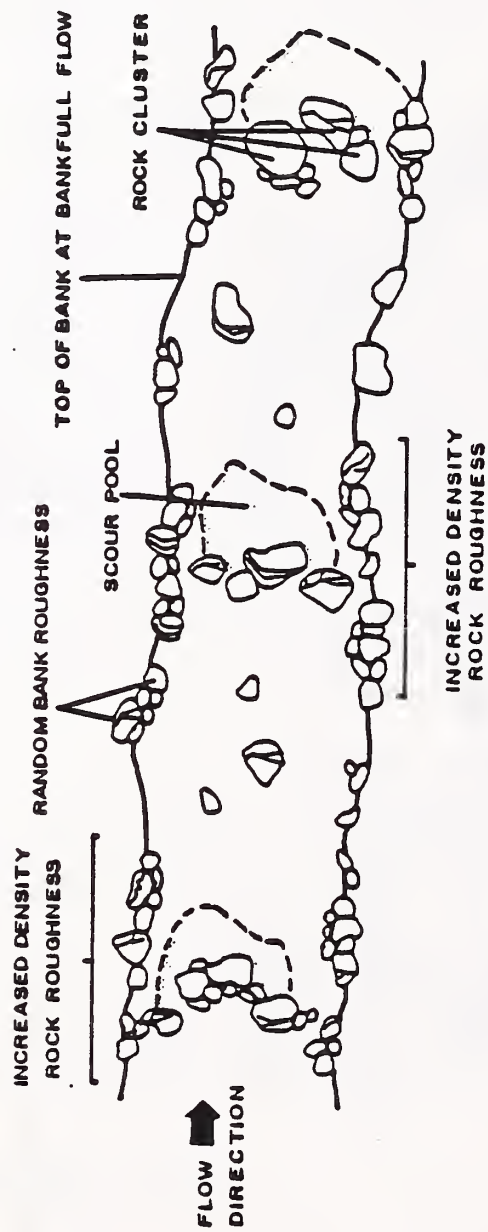 INCREASED DENSITY
ROCK ROUGHNESS
RANDOM BANK ROUGHNESS
SCOUR POOL
TOP OF BANK AT BANKFULL FLOW
ROCK CLUSTER
FLOW
DIRECTION
INCREASED DENSITY
ROCK ROUGHNESS